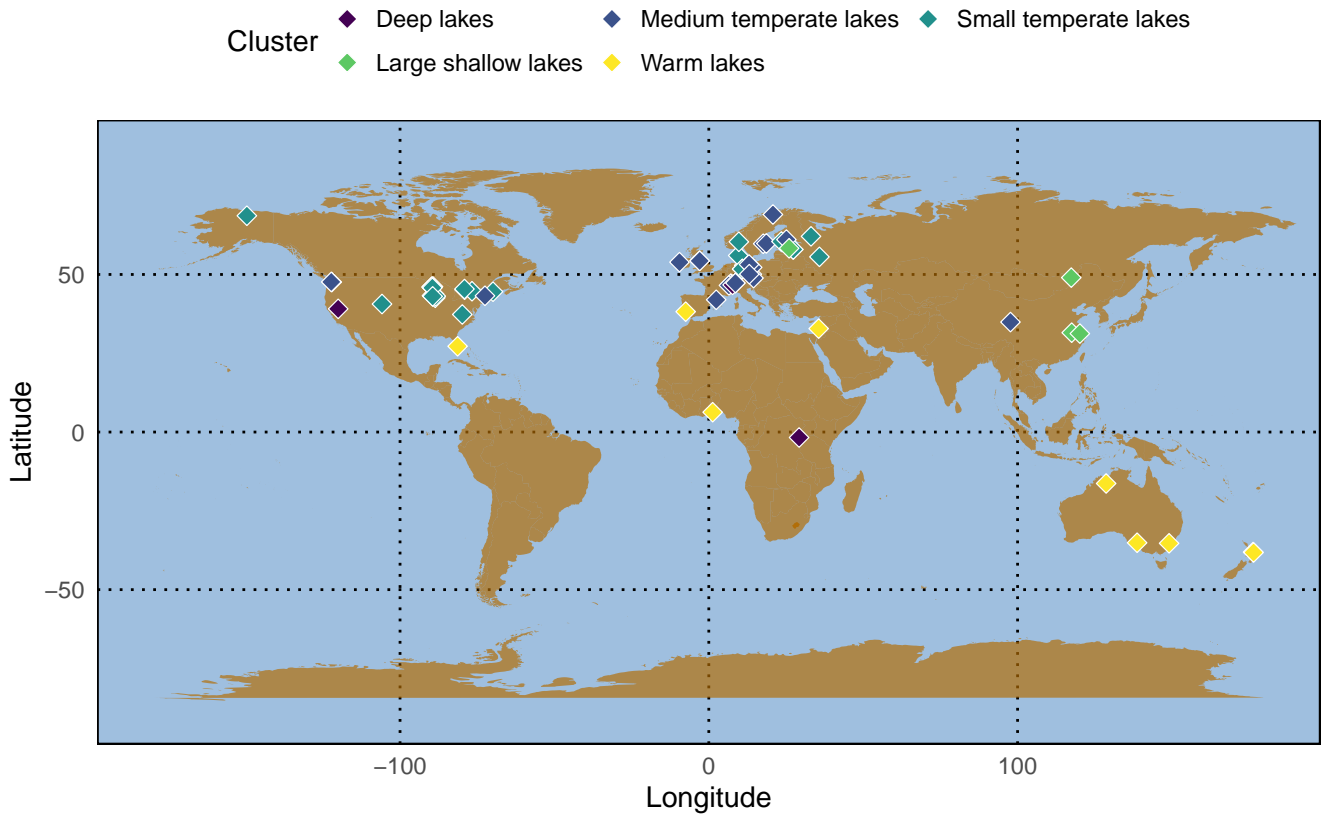 Cluster
Deep lakes
Medium temperate lakes
Small temperate lakes
Large shallow lakes
Warm lakes
50
0
−50
Latitude
−100
0
100
Longitude